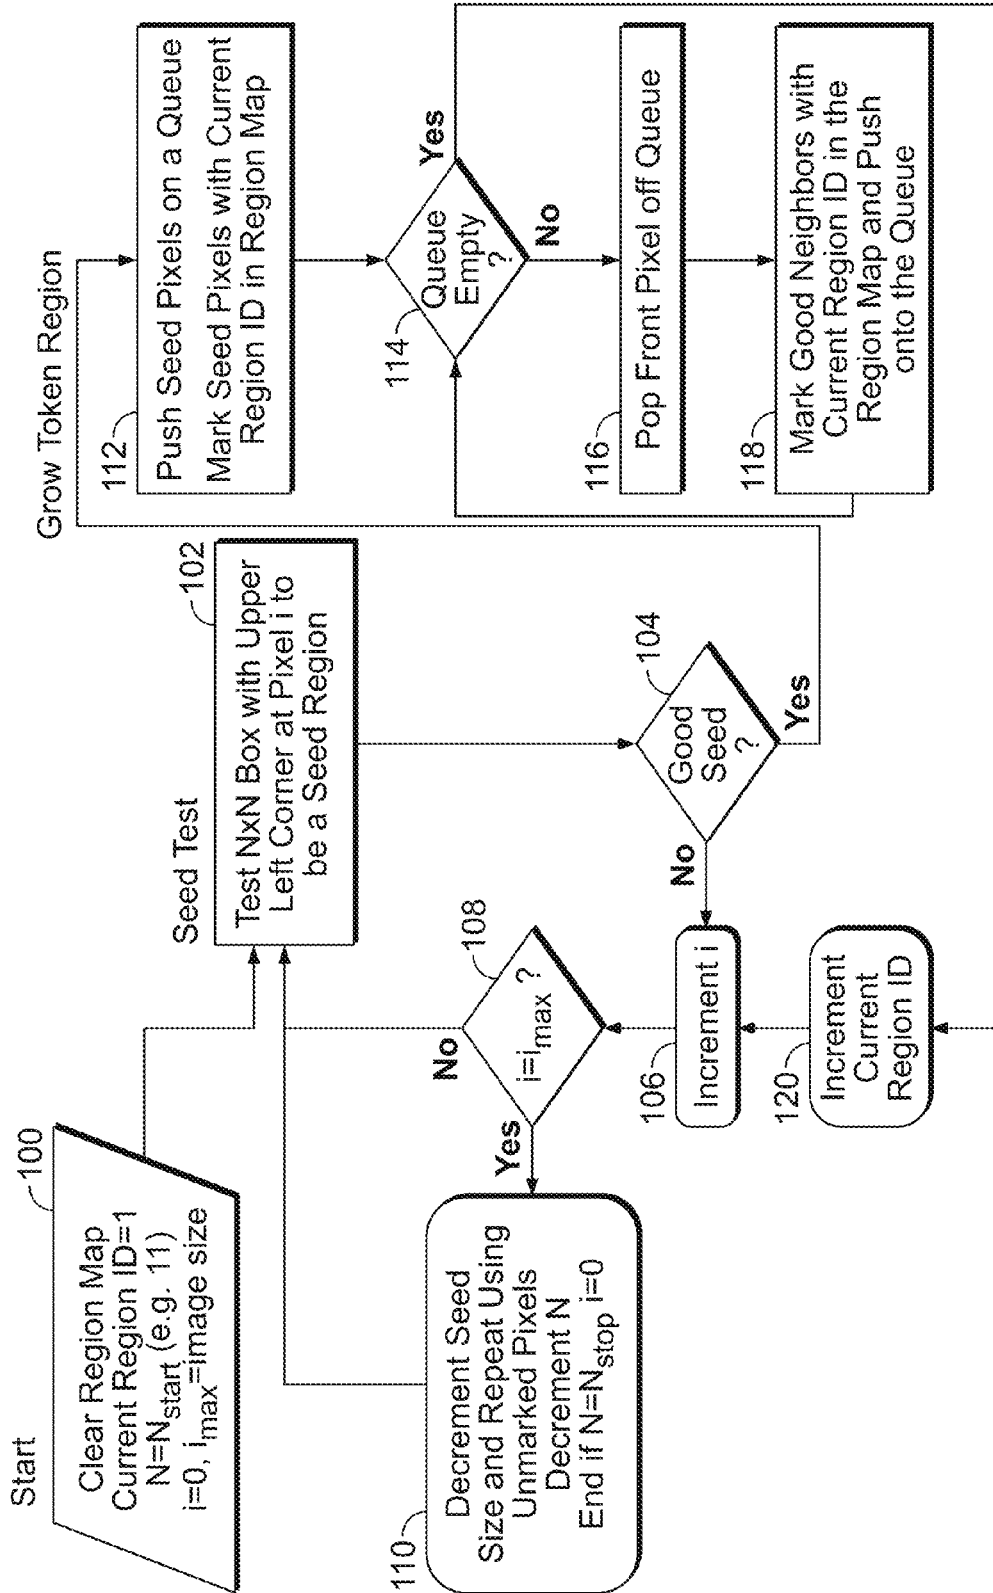 Start
100
Clear Region Map
Current Region ID=1
N=Nstart (e.g. 11)
i=0, imax=image size
Seed Test
102
Test NxN Box with Upper
Left Corner at Pixel i to
be a Seed Region
104
Good
Seed
?
No
Yes
106
Increment i
108
i=imax ?
No
Yes
110
Decrement Seed
Size and Repeat Using
Unmarked Pixels
Decrement N
End if N=Nstop i=0
Grow Token Region
112
Push Seed Pixels on a Queue
Mark Seed Pixels with Current
Region ID in Region Map
114
Queue
Empty
?
Yes
No
116
Pop Front Pixel off Queue
118
Mark Good Neighbors with
Current Region ID in the
Region Map and Push
onto the Queue
120
Increment
Current
Region ID